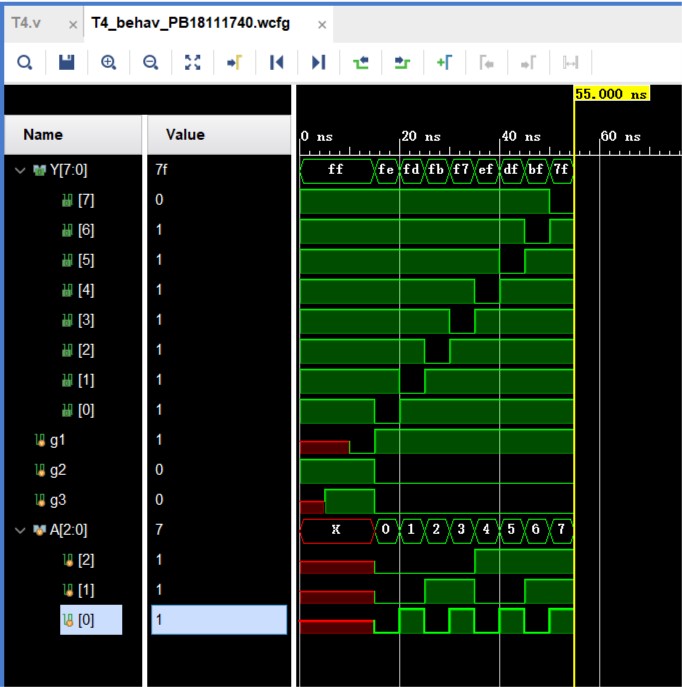 T4.v × T4_behav_PB18111740.wcfg ×
55.000 ns
Name Value 0 ns 20 ns 40 ns 60 ns
Y[7:0] 7f ff fe fd fb f7 ef df bf 7f
[7] 0
[6] 1
[5] 1
[4] 1
[3] 1
[2] 1
[1] 1
[0] 1
g1 1
g2 0
g3 0
A[2:0] 7 X 0 1 2 3 4 5 6 7
[2] 1
[1] 1
[0] 1